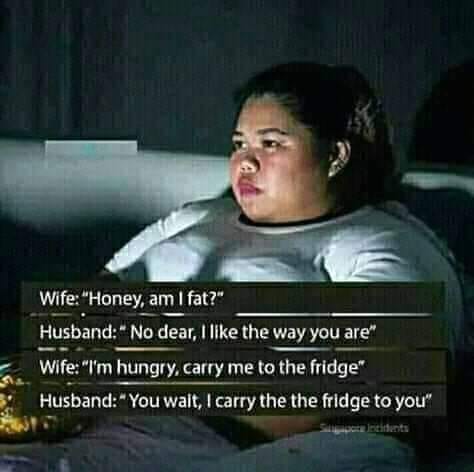 Wife: "Honey, am I fat?"
Husband: " No dear, I like the way you are"
Wife: "I'm hungry, carry me to the fridge"
Husband: " You wait, I carry the the fridge to you"
Singapore Incidents